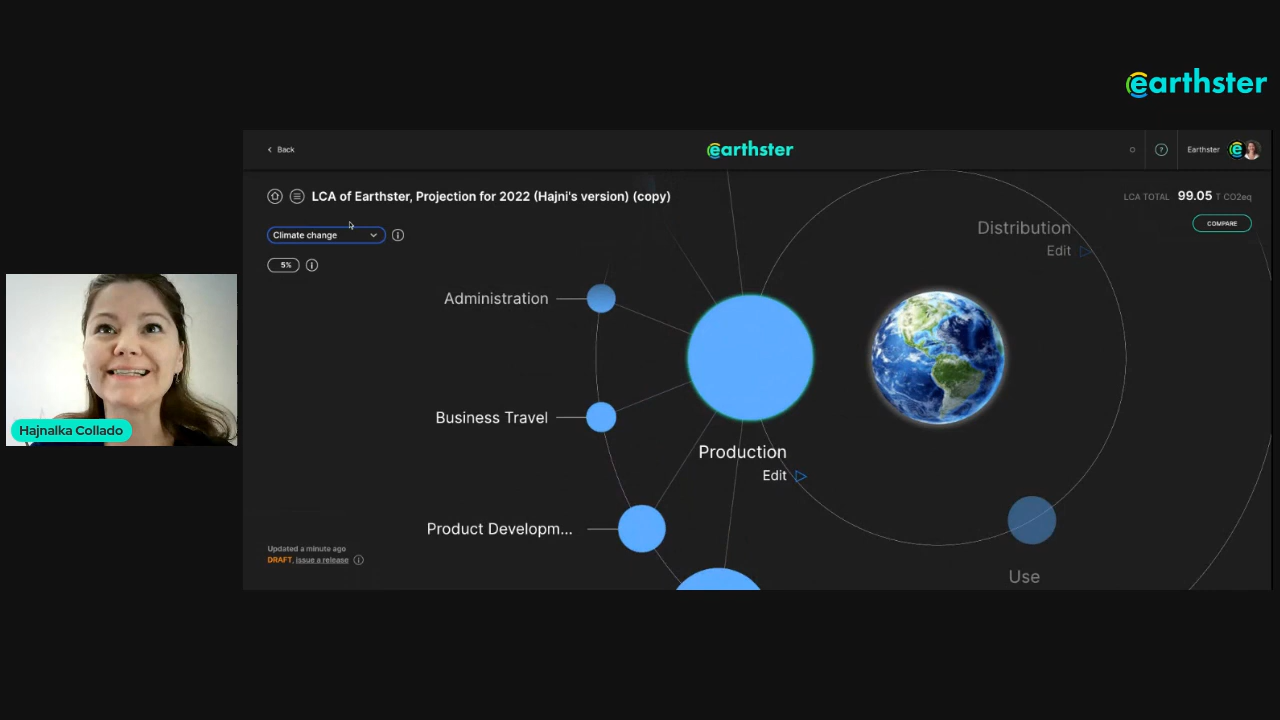 earthster
Back
earthster
?
Earthster
LCA of Earthster, Projection for 2022 (Hajni's version) (copy)
LCA TOTAL 99.05 T CO2eq
COMPARE
Climate change
5%
Distribution
Edit
Administration
Business Travel
Production
Edit
Product Developm...
Use
Updated a minute ago
DRAFT, issue a release
Hajnalka Collado